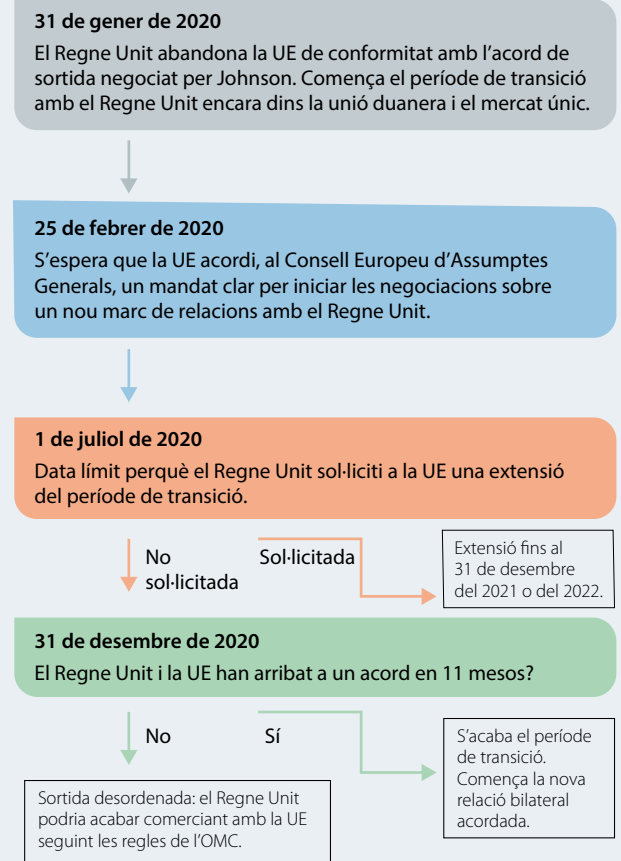 31 de gener de 2020
El Regne Unit abandona la UE de conformitat amb l’acord de
sortida negociat per Johnson. Comença el període de transició
amb el Regne Unit encara dins la unió duanera i el mercat únic.
25 de febrer de 2020
S’espera que la UE acordi, al Consell Europeu d’Assumptes
Generals, un mandat clar per iniciar les negociacions sobre
un nou marc de relacions amb el Regne Unit.
1 de juliol de 2020
Data límit perquè el Regne Unit sol·liciti a la UE una extensió
del període de transició.
No
sol·licitada
Sol·licitada
Extensió fins al
31 de desembre
del 2021 o del 2022.
31 de desembre de 2020
El Regne Unit i la UE han arribat a un acord en 11 mesos?
No
Sí
S’acaba el període
de transició.
Comença la nova
relació bilateral
acordada.
Sortida desordenada: el Regne Unit
podria acabar comerciant amb la UE
seguint les regles de l’OMC.